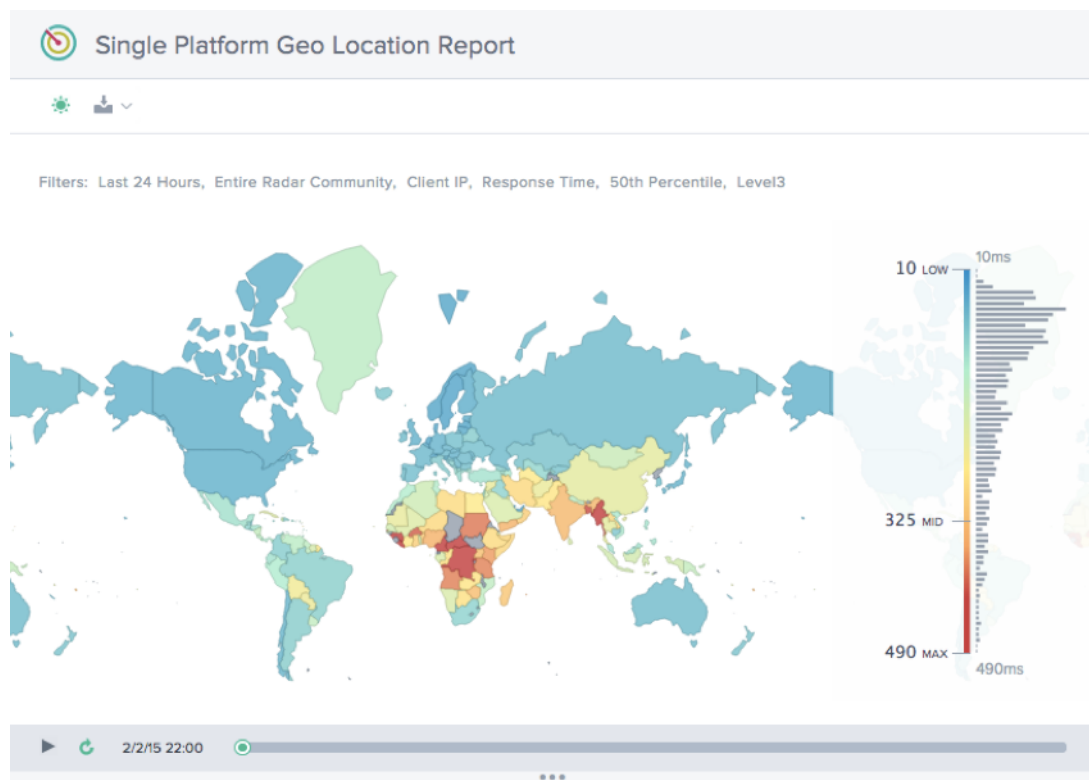 Single Platform Geo Location Report
Filters: Last 24 Hours, Entire Radar Community, Client IP, Response Time, 50th Percentile, Level3
10ms
10 LOW
325 MID
490 MAX
490ms
2/2/15 22:00